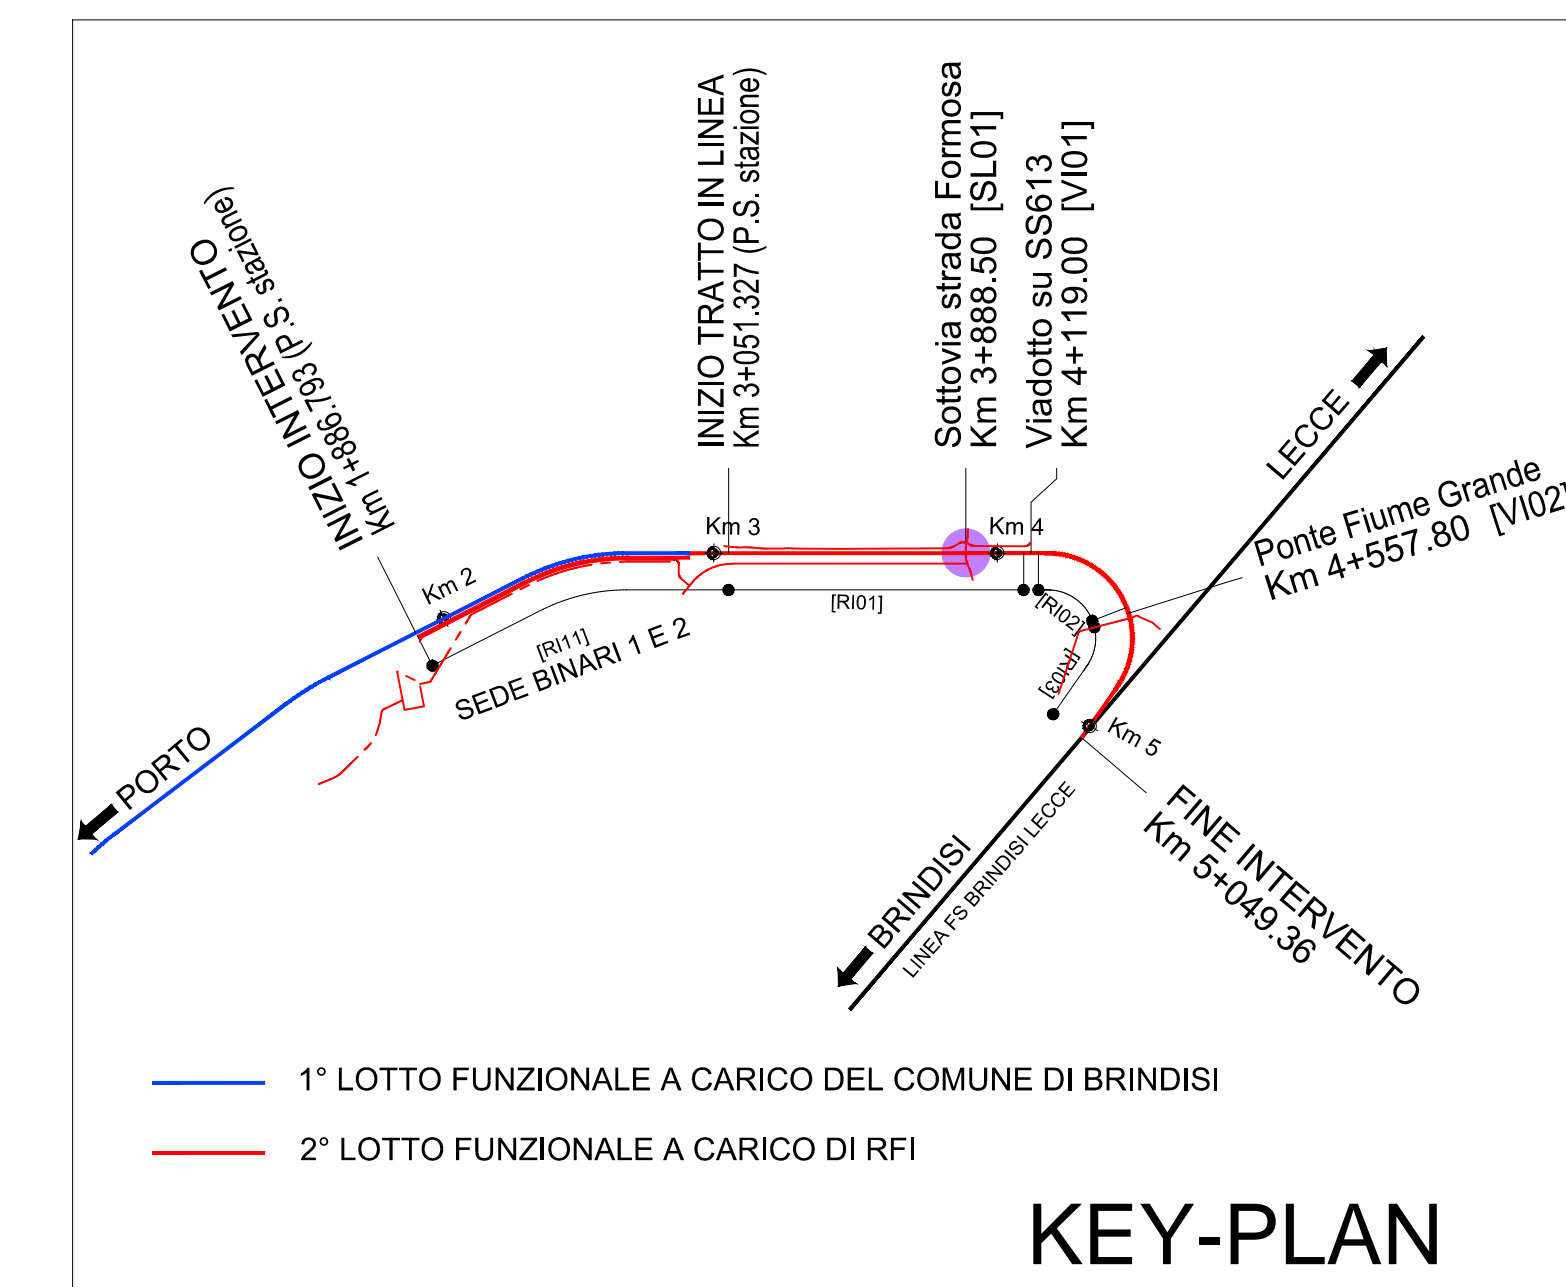 INIZIO INTERVENTO
Km 1+886.793 (P.S. stazione)
INIZIO TRATTO IN LINEA
Km 3+051.327 (P.S. stazione)
Sottovia strada Formosa
Km 3+888.50 [SL01]
Viadotto su SS613
Km 4+119.00 [VI01]
LECCE
Ponte Fiume Grande
Km 4+557.80 [VI02]
Km 2
Km 3
Km 4
[RI01]
[RI02]
[RI03]
[RI11]
SEDE BINARI 1 E 2
Km 5
PORTO
FINE INTERVENTO
Km 5+049.36
BRINDISI
LINEA FS BRINDISI LECCE
1° LOTTO FUNZIONALE A CARICO DEL COMUNE DI BRINDISI
2° LOTTO FUNZIONALE A CARICO DI RFI
KEY-PLAN